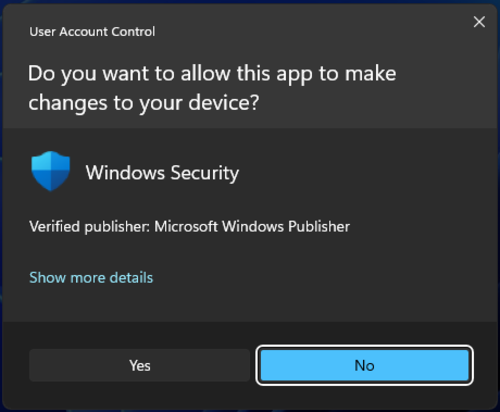 User Account Control
Do you want to allow this app to make
changes to your device?
Windows Security
Verified publisher: Microsoft Windows Publisher
Show more details
Yes
No